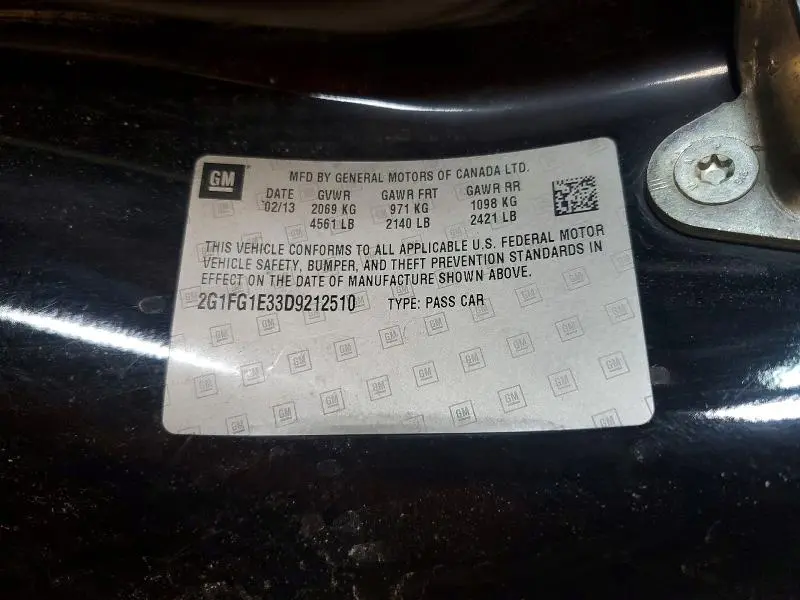 GM MFD BY GENERAL MOTORS OF CANADA LTD.
DATE GVWR GAWR FRT GAWR RR
02/13 2069 KG 971 KG 1098 KG
4561 LB 2140 LB 2421 LB
THIS VEHICLE CONFORMS TO ALL APPLICABLE U.S. FEDERAL MOTOR
VEHICLE SAFETY, BUMPER, AND THEFT PREVENTION STANDARDS IN
EFFECT ON THE DATE OF MANUFACTURE SHOWN ABOVE.
2G1FG1E33D9212510 TYPE: PASS CAR